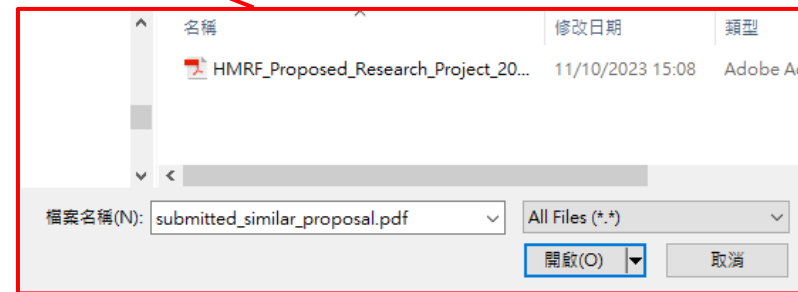 名稱 修改日期 類型
HMRF_Proposed_Research_Project_20... 11/10/2023 15:08 Adobe A
檔案名稱(N): submitted_similar_proposal.pdf All Files (*.*)
開啟(O) 取消